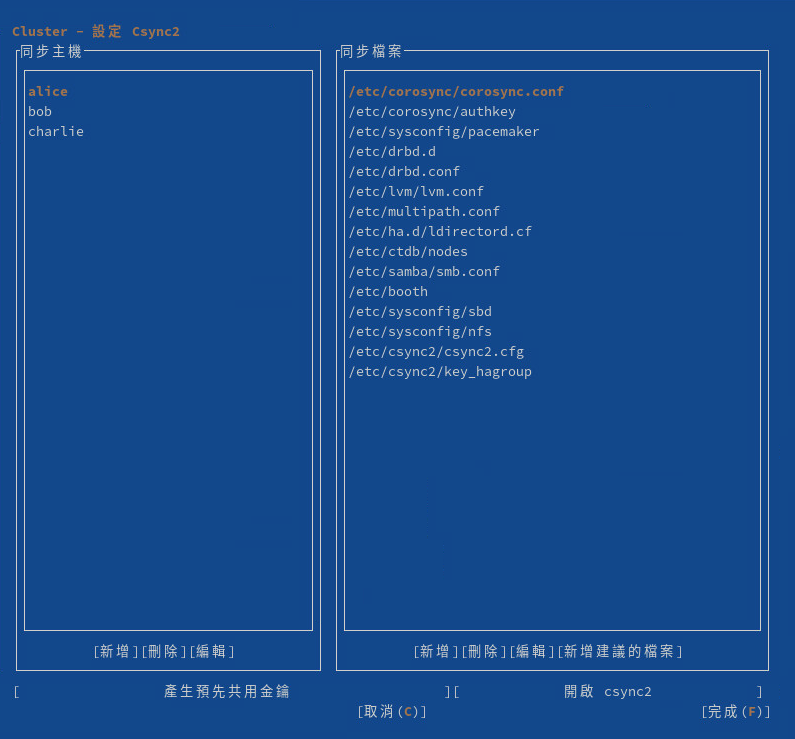 Cluster - 設定 Csync2
同步主機
alice
bob
charlie
[新增][刪除][編輯]
同步檔案
/etc/corosync/corosync.conf
/etc/corosync/authkey
/etc/sysconfig/pacemaker
/etc/drbd.d
/etc/drbd.conf
/etc/lvm/lvm.conf
/etc/multipath.conf
/etc/ha.d/ldirectord.cf
/etc/ctdb/nodes
/etc/samba/smb.conf
/etc/booth
/etc/sysconfig/sbd
/etc/sysconfig/nfs
/etc/csync2/csync2.cfg
/etc/csync2/key_hagroup
[新增][刪除][編輯][新增建議的檔案]
[ 產生預先共用金鑰 ][ 開啟 csync2 ]
[取消(C)] [完成(F)]